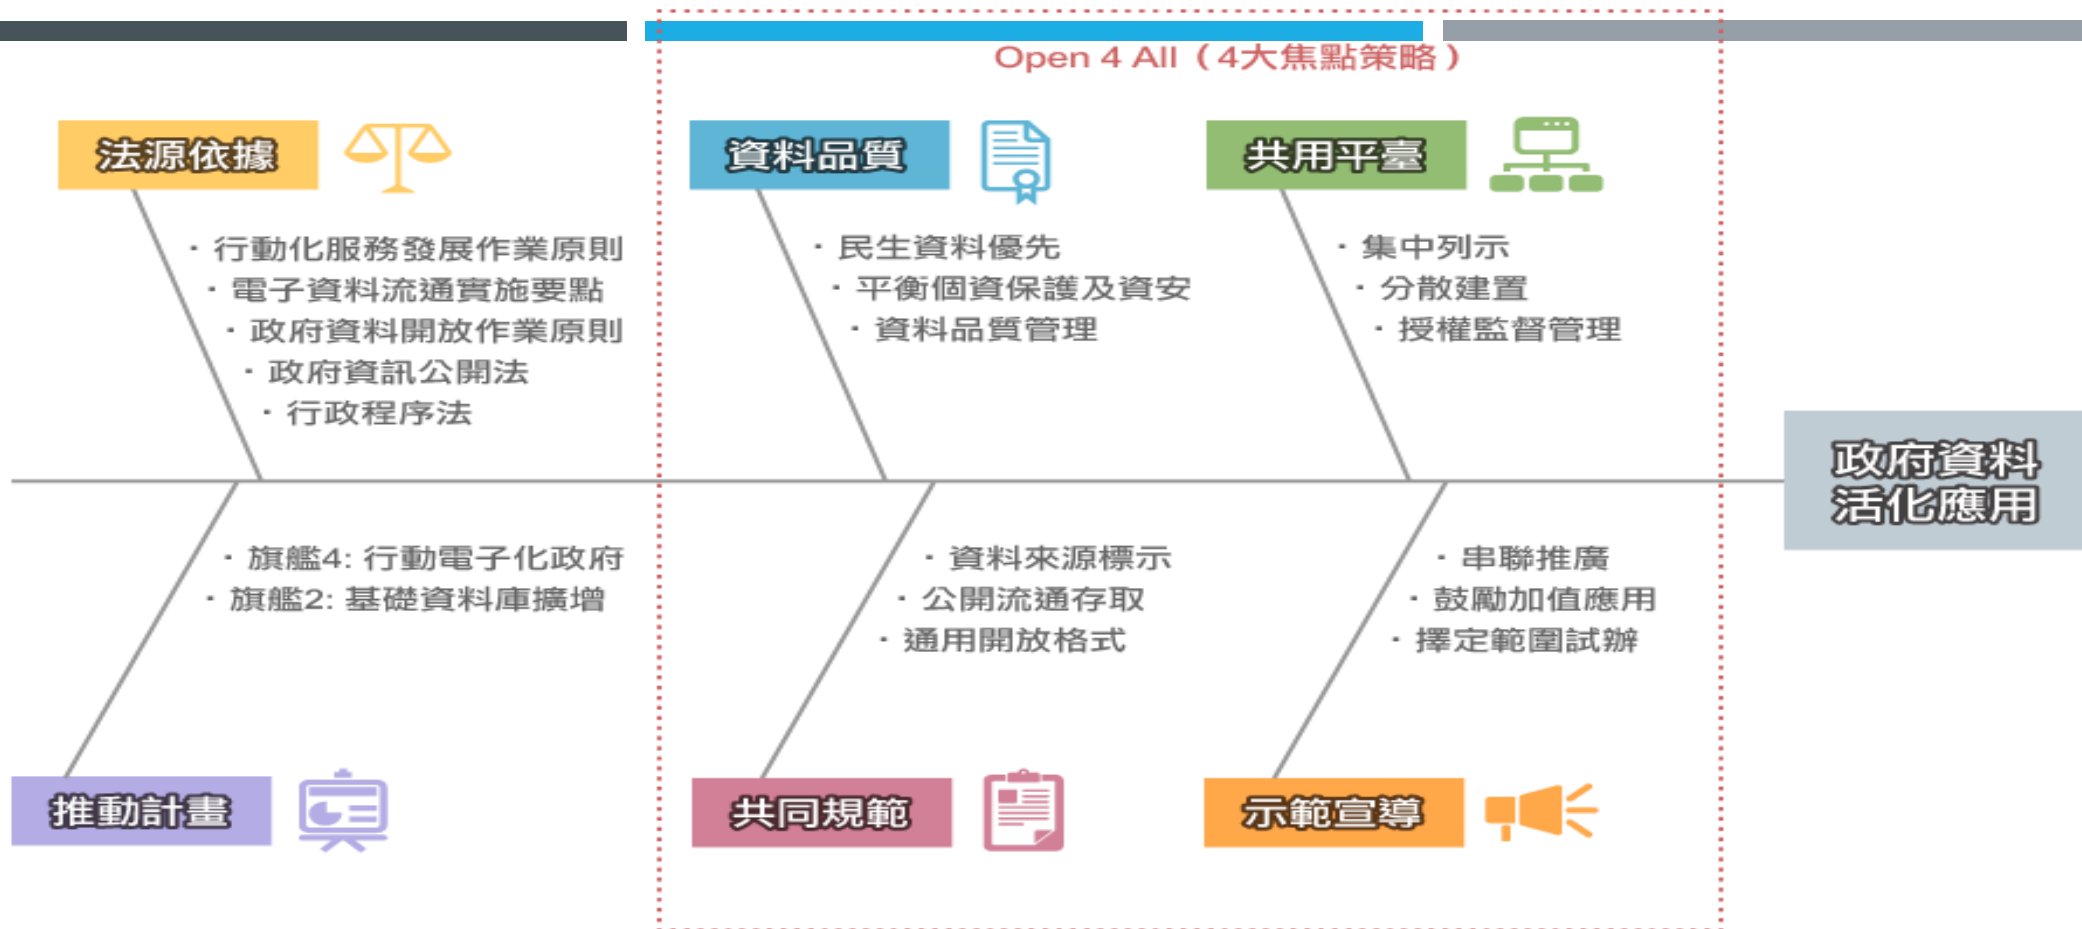 Open 4 All（4大焦點策略）
法源依據
· 行動化服務發展作業原則
· 電子資料流通實施要點
· 政府資料開放作業原則
· 政府資訊公開法
· 行政程序法
資料品質
· 民生資料優先
· 平衡個資保護及資安
· 資料品質管理
共用平臺
· 集中列示
· 分散建置
· 授權監督管理
政府資料
活化應用
· 旗艦4: 行動電子化政府
· 旗艦2: 基礎資料庫擴增
推動計畫
· 資料來源標示
· 公開流通存取
· 通用開放格式
共同規範
· 串聯推廣
· 鼓勵加值應用
· 擇定範圍試辦
示範宣導